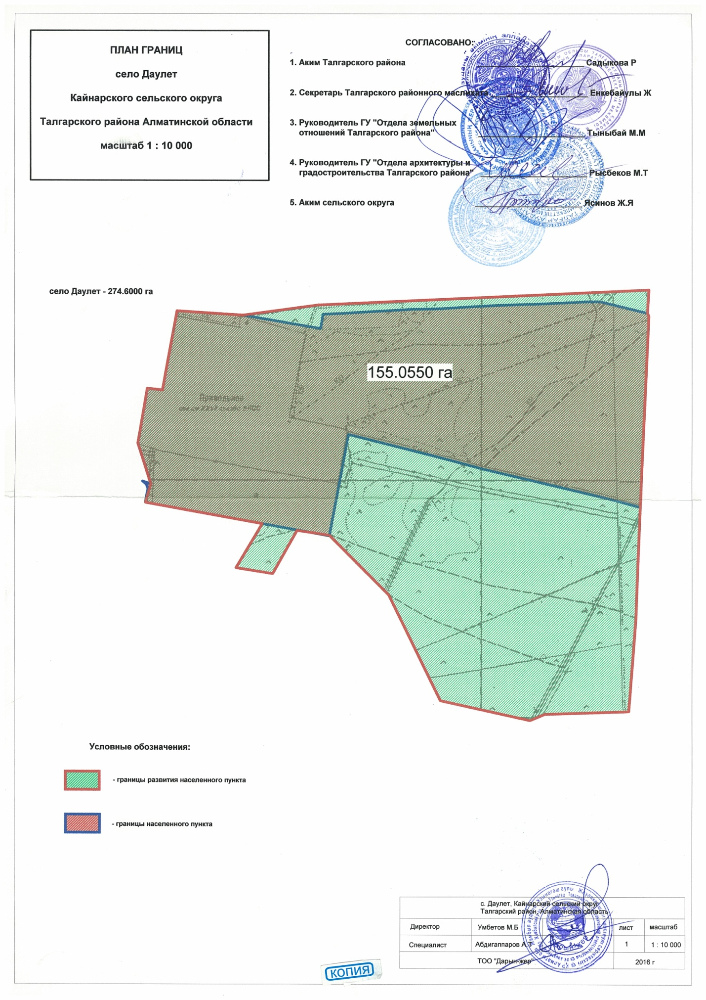 ПЛАН ГРАНИЦ
село Даулет
Кайнарского сельского округа
Талгарского района Алматинской области
масштаб 1 : 10 000
СОГЛАСОВАНО:
1. Аким Талгарского района Садыкова Р
2. Секретарь Талгарского районного маслихата Енкебайулы Ж
3. Руководитель ГУ "Отдела земельных
отношений Талгарского района" Тыныбай М.М
4. Руководитель ГУ "Отдела архитектуры и
градостроительства Талгарского района" Рысбеков М.Т
5. Аким сельского округа Ясинов Ж.Я
село Даулет - 274.6000 га
155.0550 га
Привольное
Условные обозначения:
- границы развития населенного пункта
- границы населенного пункта
с. Даулет, Кайнарский сельский округ
Талгарский район, Алматинская область
Директор Умбетов М.Б лист масштаб
Специалист Абдигаппаров А.Т 1 1 : 10 000
ТОО "Дарын-жер" 2016 г
КОПИЯ